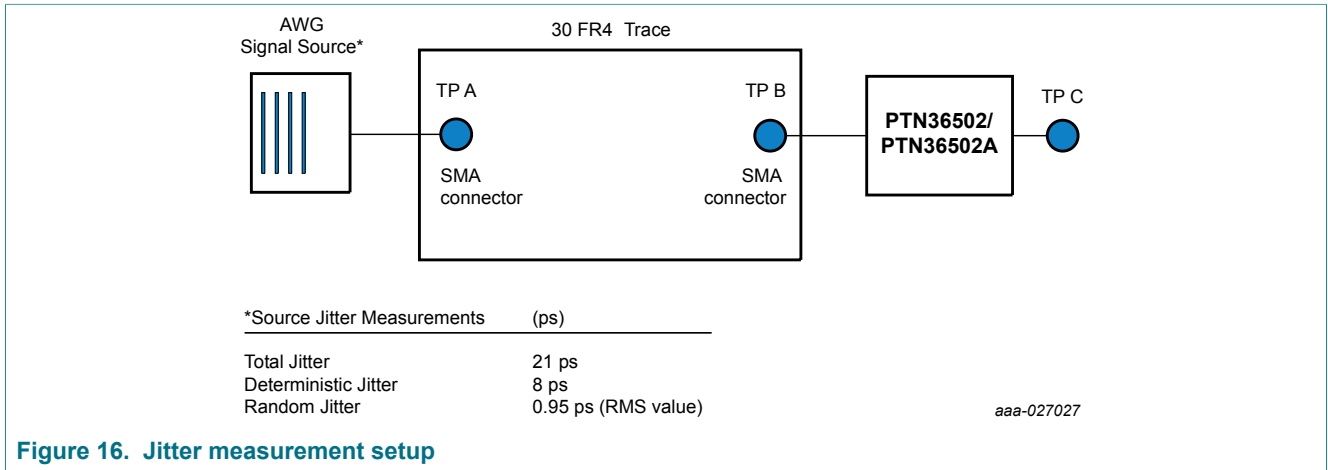 AWG
Signal Source*
30 FR4 Trace
TP A
TP B
TP C
SMA
connector
SMA
connector
PTN36502/
PTN36502A
*Source Jitter Measurements (ps)
Total Jitter 21 ps
Deterministic Jitter 8 ps
Random Jitter 0.95 ps (RMS value)
aaa-027027
Figure 16. Jitter measurement setup